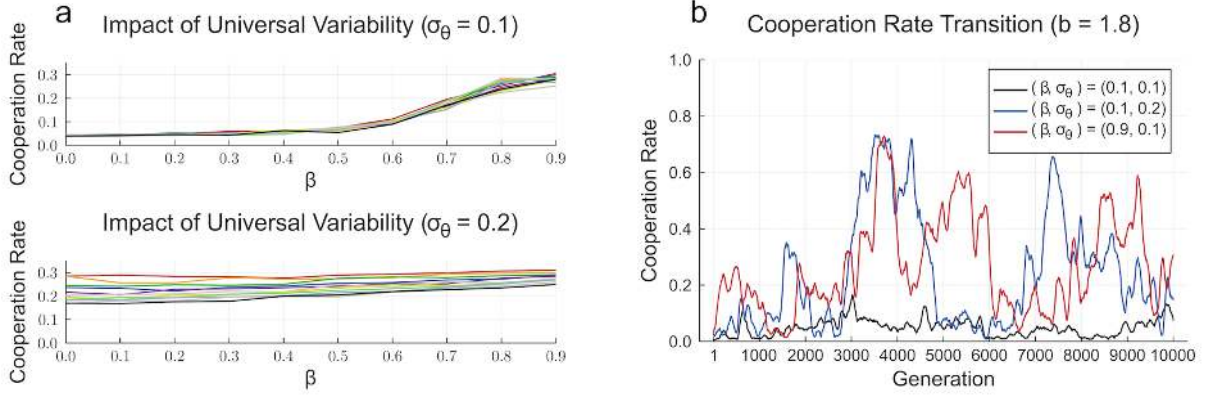 a
Impact of Universal Variability (σθ = 0.1)
Cooperation Rate
0.3
0.2
0.1
0.0
0.0 0.1 0.2 0.3 0.4 0.5 0.6 0.7 0.8 0.9
β
Impact of Universal Variability (σθ = 0.2)
Cooperation Rate
0.3
0.2
0.1
0.0
0.0 0.1 0.2 0.3 0.4 0.5 0.6 0.7 0.8 0.9
β
b
Cooperation Rate Transition (b = 1.8)
Cooperation Rate
1.0
0.8
0.6
0.4
0.2
0.0
(β, σθ) = (0.1, 0.1)
(β, σθ) = (0.1, 0.2)
(β, σθ) = (0.9, 0.1)
1 1000 2000 3000 4000 5000 6000 7000 8000 9000 10000
Generation